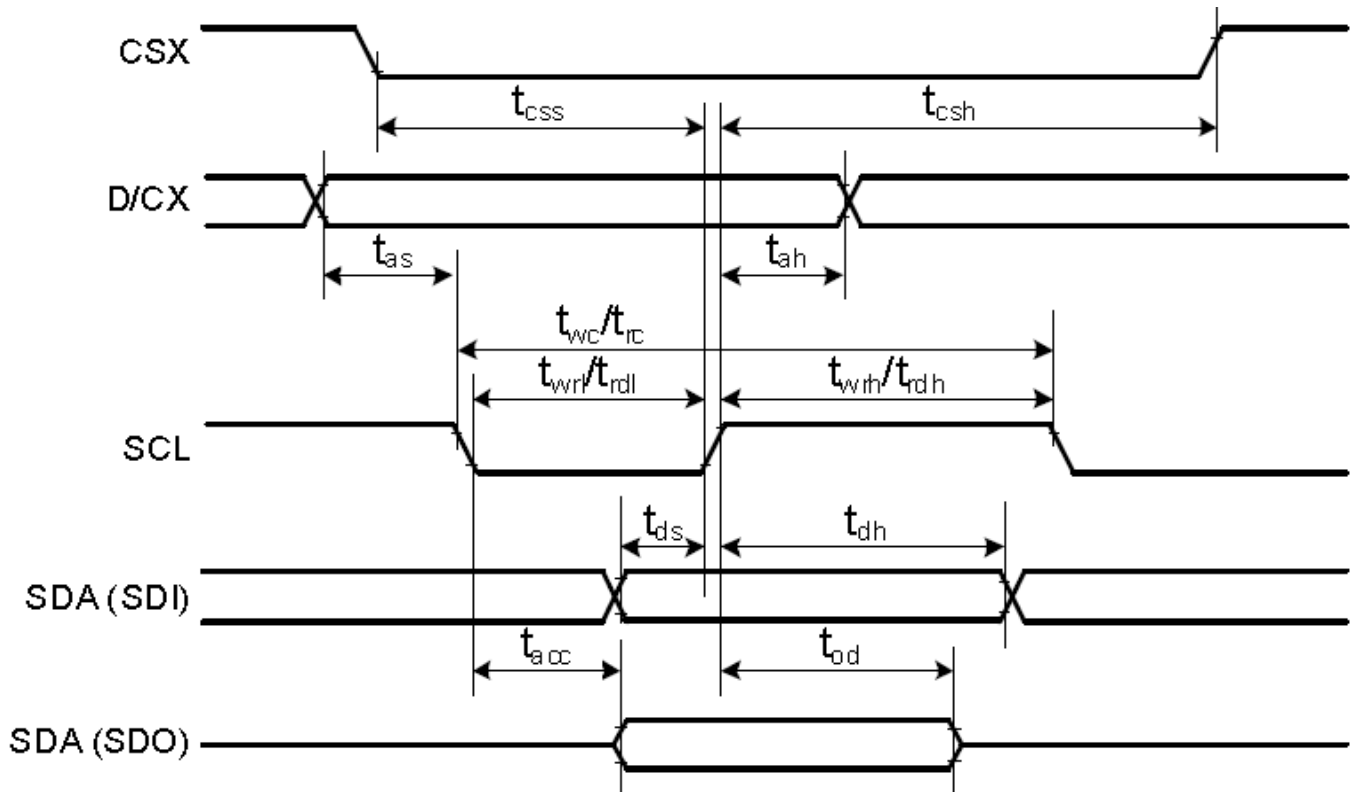 CSX
tcss
tcsh
D/CX
tas
tah
twc/trc
twrl/trdl
twrh/trdh
SCL
tds
tdh
SDA (SDI)
tacc
tod
SDA (SDO)